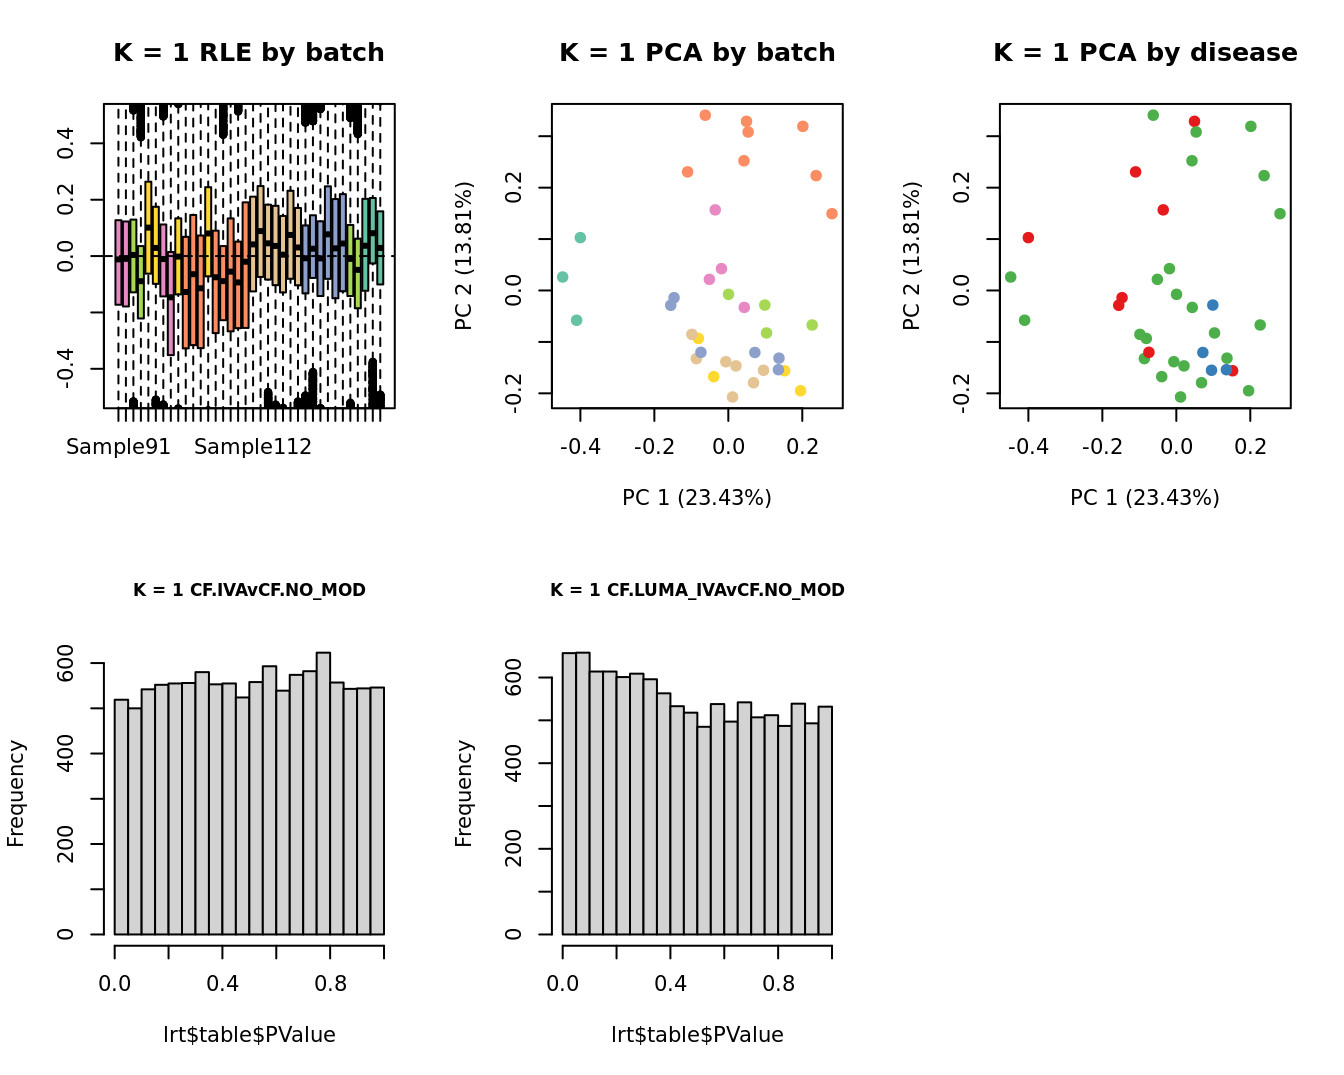 K = 1 RLE by batch
0.4
0.2
0.0
-0.4
Sample91 Sample112
K = 1 PCA by batch
PC 2 (13.81%)
0.2
0.0
-0.2
-0.4 -0.2 0.0 0.2
PC 1 (23.43%)
K = 1 PCA by disease
PC 2 (13.81%)
0.2
0.0
-0.2
-0.4 -0.2 0.0 0.2
PC 1 (23.43%)
K = 1 CF.IVAvCF.NO_MOD
Frequency
600
400
200
0
0.0 0.4 0.8
lrt$table$PValue
K = 1 CF.LUMA_IVAvCF.NO_MOD
Frequency
600
400
200
0
0.0 0.4 0.8
lrt$table$PValue